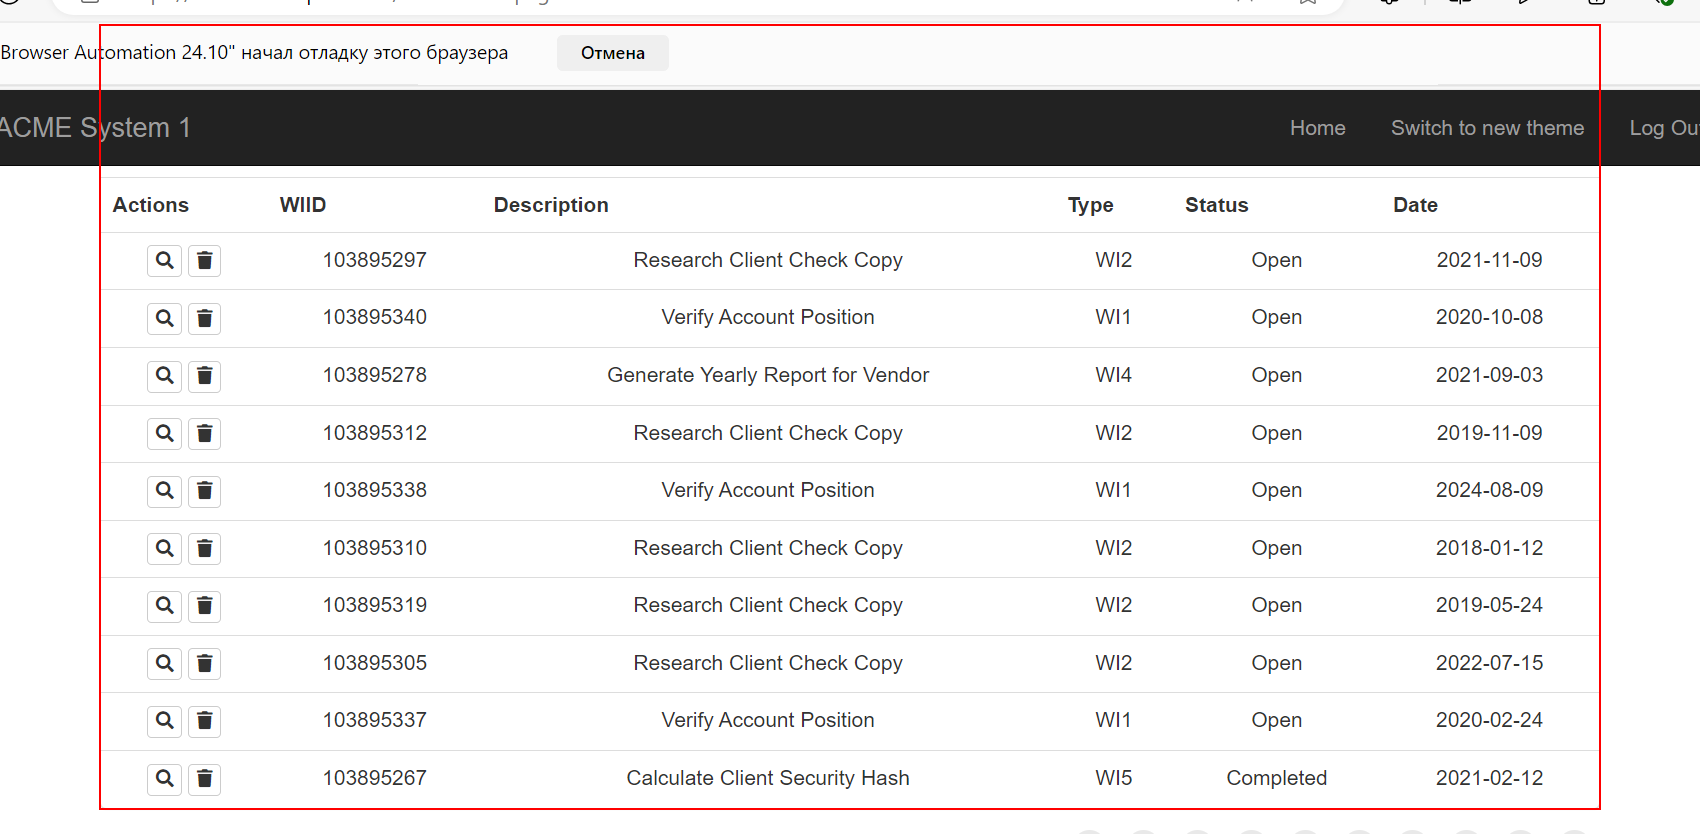 Browser Automation 24.10" начал отладку этого браузера Отмена
ACME System 1 Home Switch to new theme Log Ou
Actions WIID Description Type Status Date
103895297 Research Client Check Copy WI2 Open 2021-11-09
103895340 Verify Account Position WI1 Open 2020-10-08
103895278 Generate Yearly Report for Vendor WI4 Open 2021-09-03
103895312 Research Client Check Copy WI2 Open 2019-11-09
103895338 Verify Account Position WI1 Open 2024-08-09
103895310 Research Client Check Copy WI2 Open 2018-01-12
103895319 Research Client Check Copy WI2 Open 2019-05-24
103895305 Research Client Check Copy WI2 Open 2022-07-15
103895337 Verify Account Position WI1 Open 2020-02-24
103895267 Calculate Client Security Hash WI5 Completed 2021-02-12